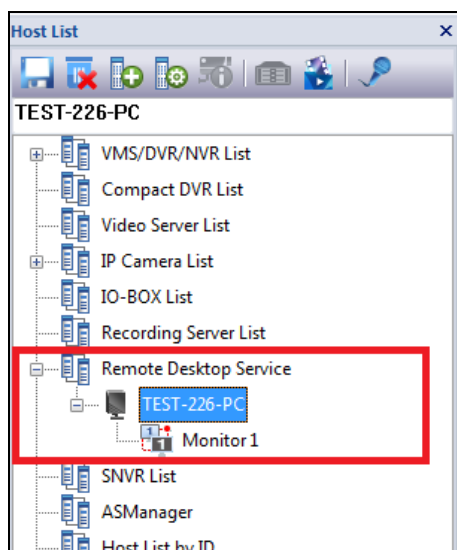 Host List
TEST-226-PC
VMS/DVR/NVR List
Compact DVR List
Video Server List
IP Camera List
IO-BOX List
Recording Server List
Remote Desktop Service
TEST-226-PC
Monitor 1
SNVR List
ASManager
Host List by ID